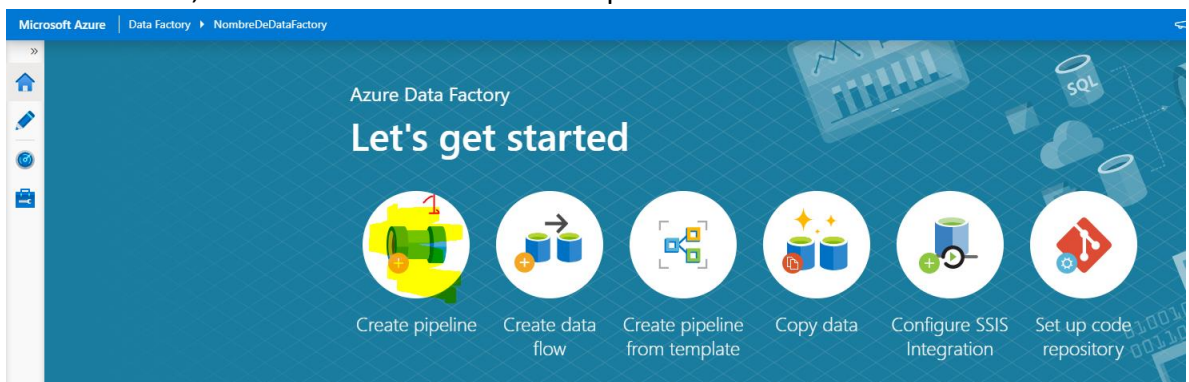 Microsoft Azure Data Factory NombreDeDataFactory
»
Azure Data Factory
Let's get started
SQL
1
Create pipeline
Create data
flow
Create pipeline
from template
Copy data
Configure SSIS
Integration
Set up code
repository